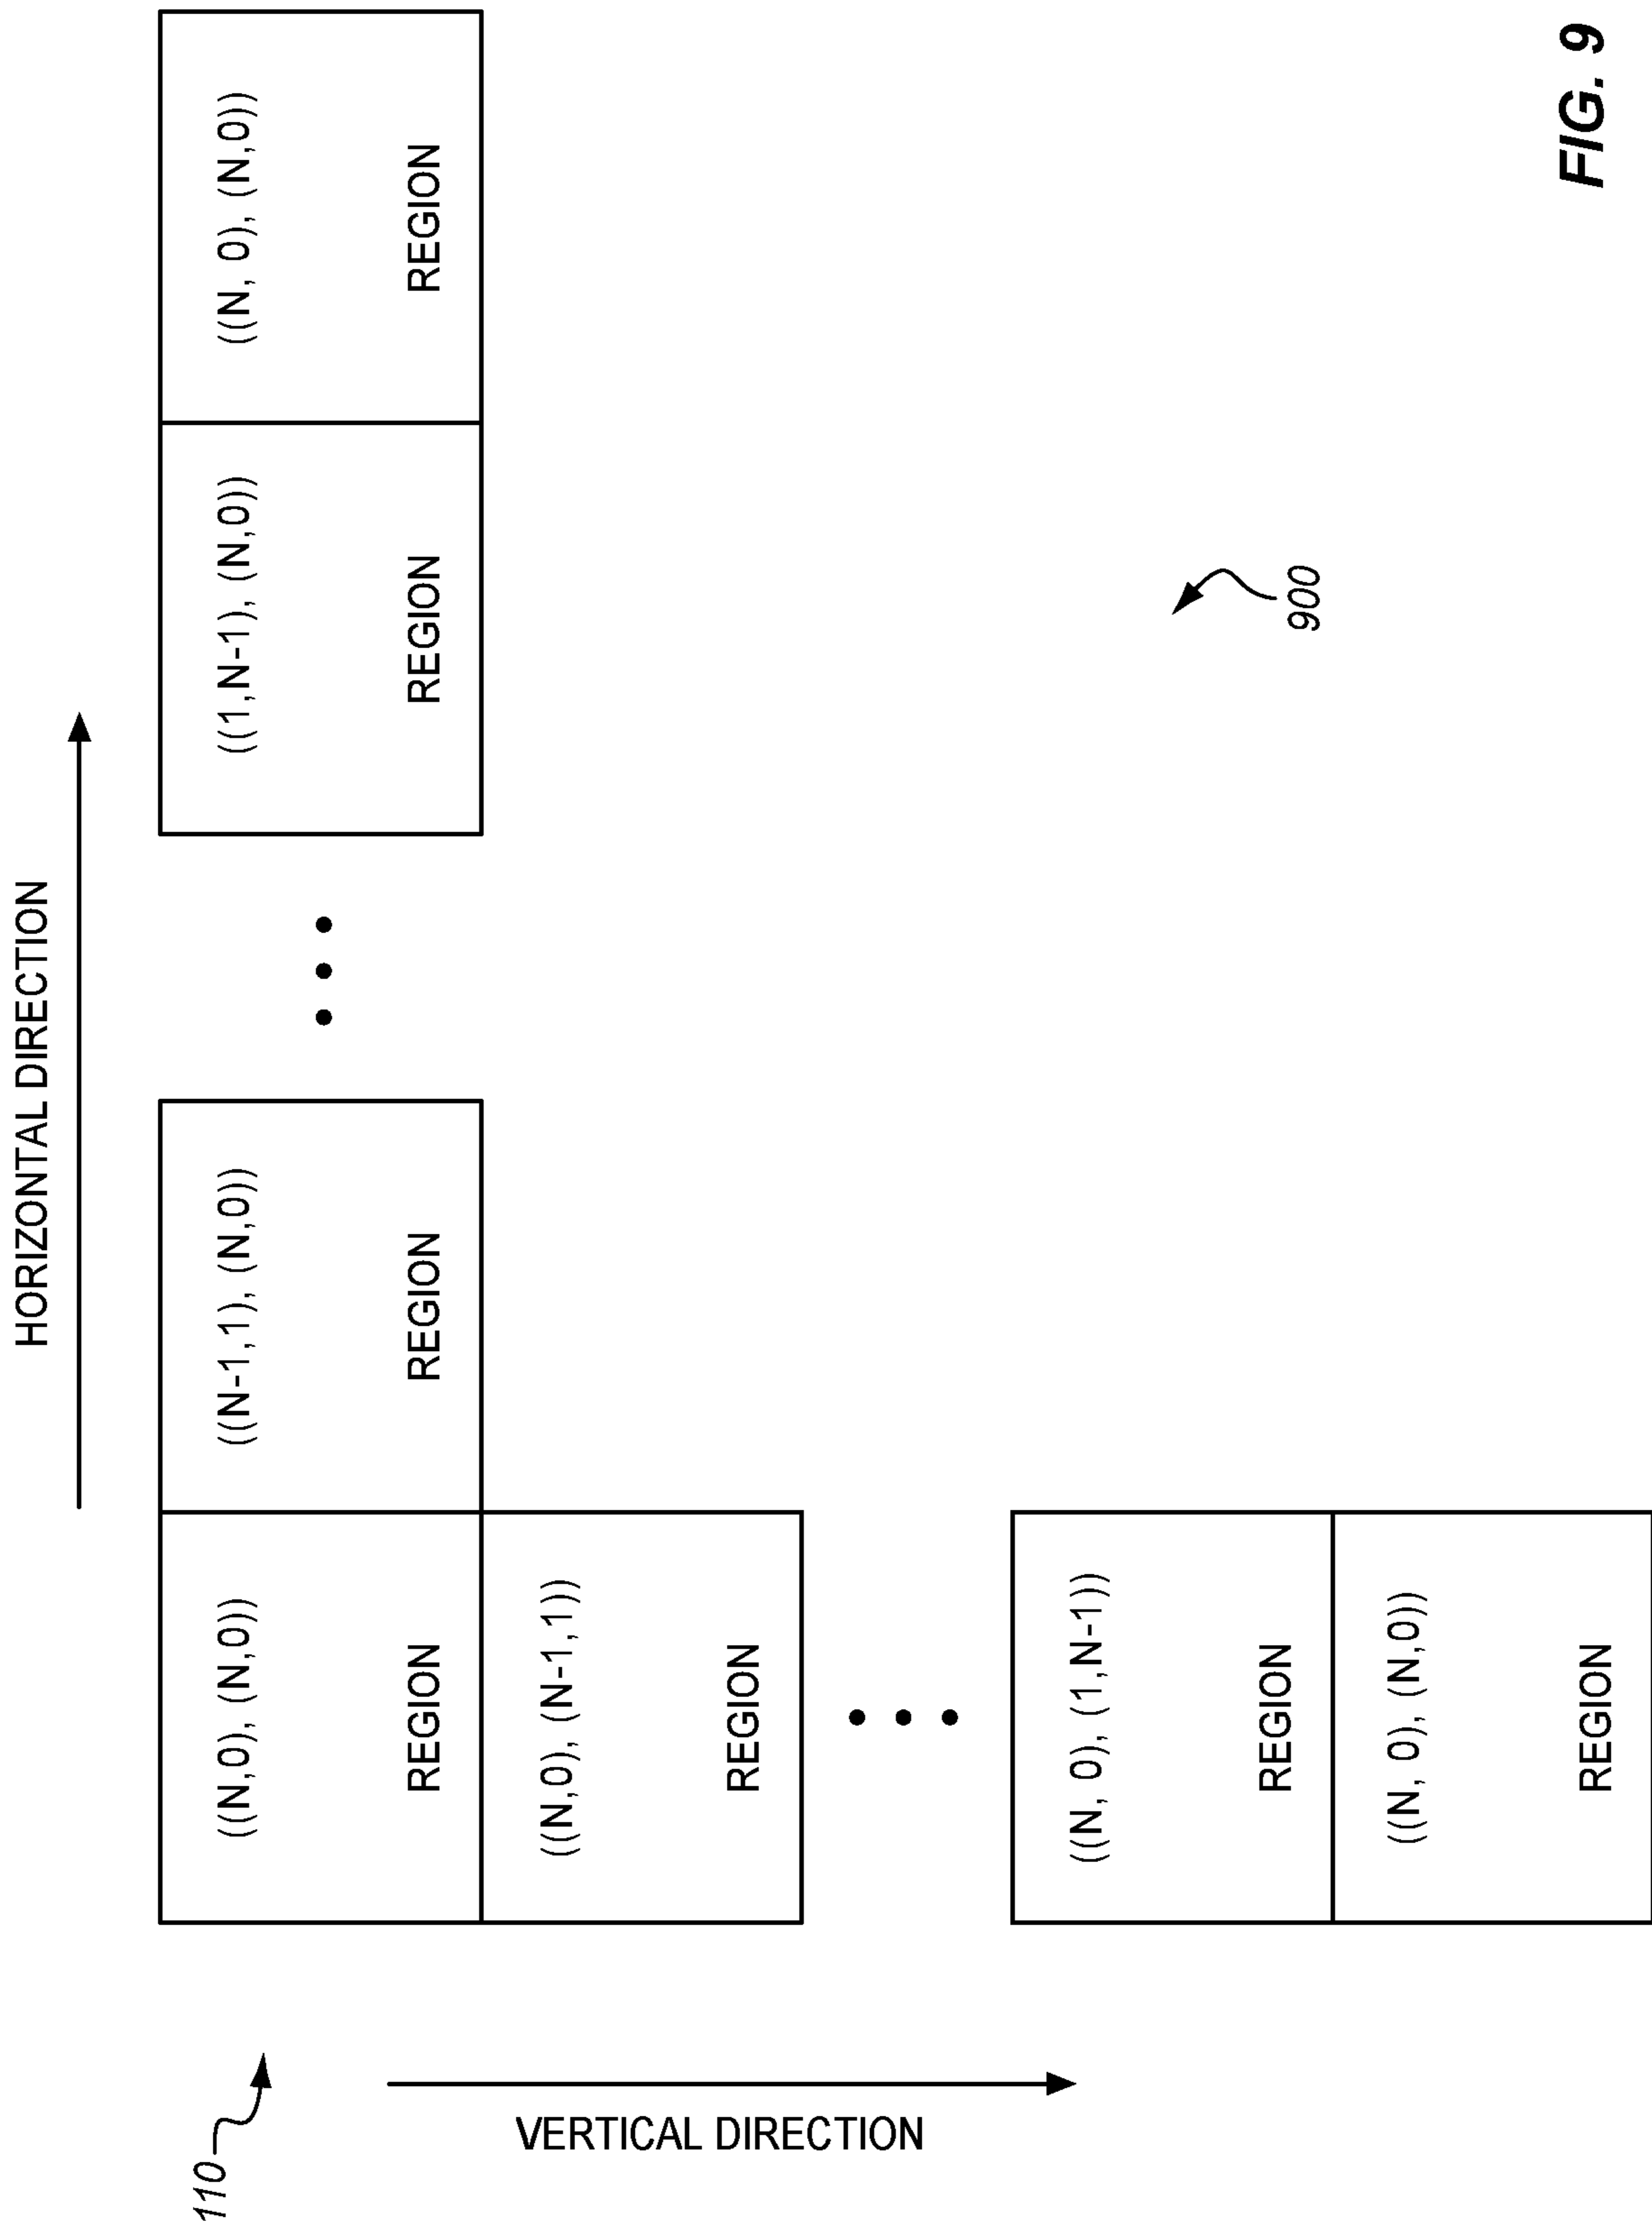 HORIZONTAL DIRECTION
110
VERTICAL DIRECTION
((N,0), (N,0))
REGION
((N-1,1), (N,0))
REGION
((1,N-1), (N,0))
REGION
((N, 0), (N,0))
REGION
((N,0), (N-1,1))
REGION
((N, 0), (1,N-1))
REGION
((N, 0), (N,0))
REGION
900
FIG. 9